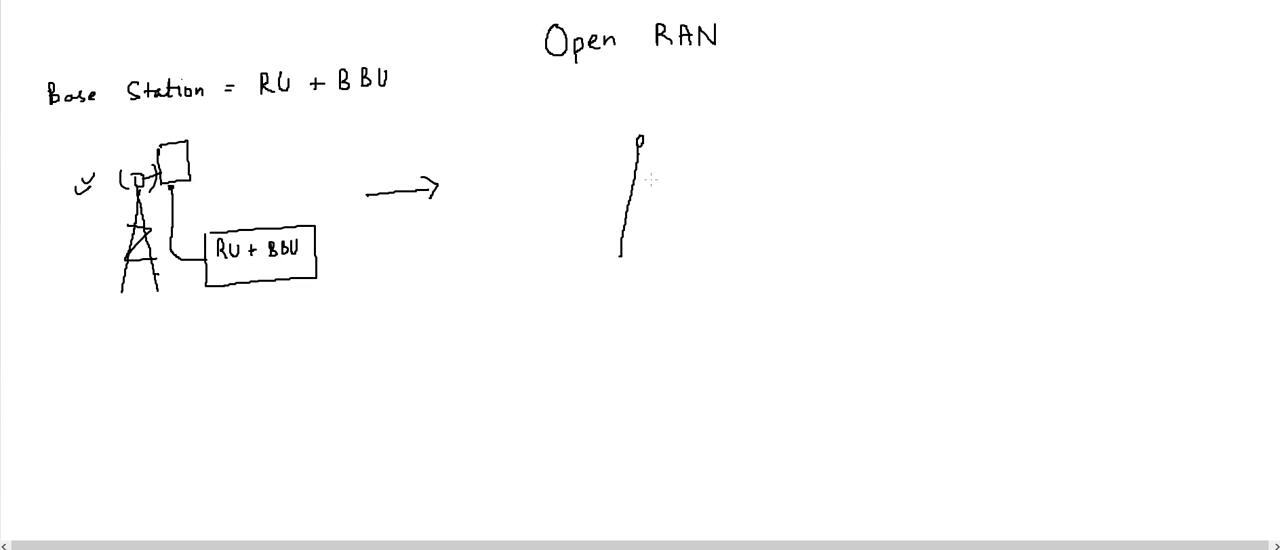 Open RAN
Base Station = RU + BBU
RU + BBU